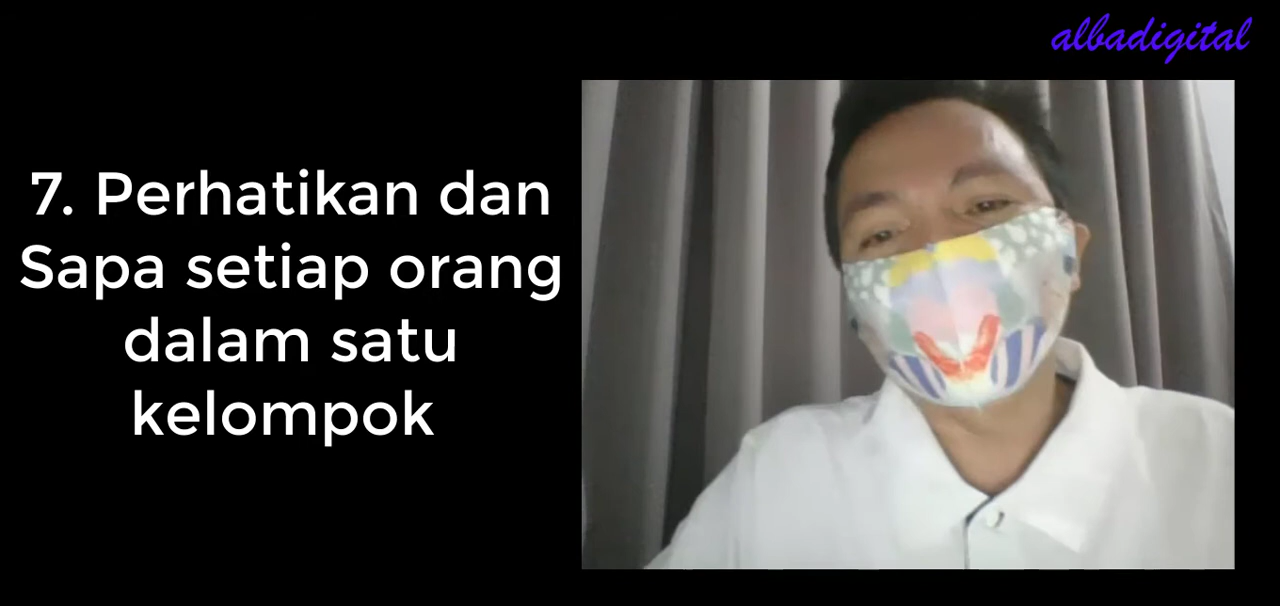 albadigital
7. Perhatikan dan
Sapa setiap orang
dalam satu
kelompok